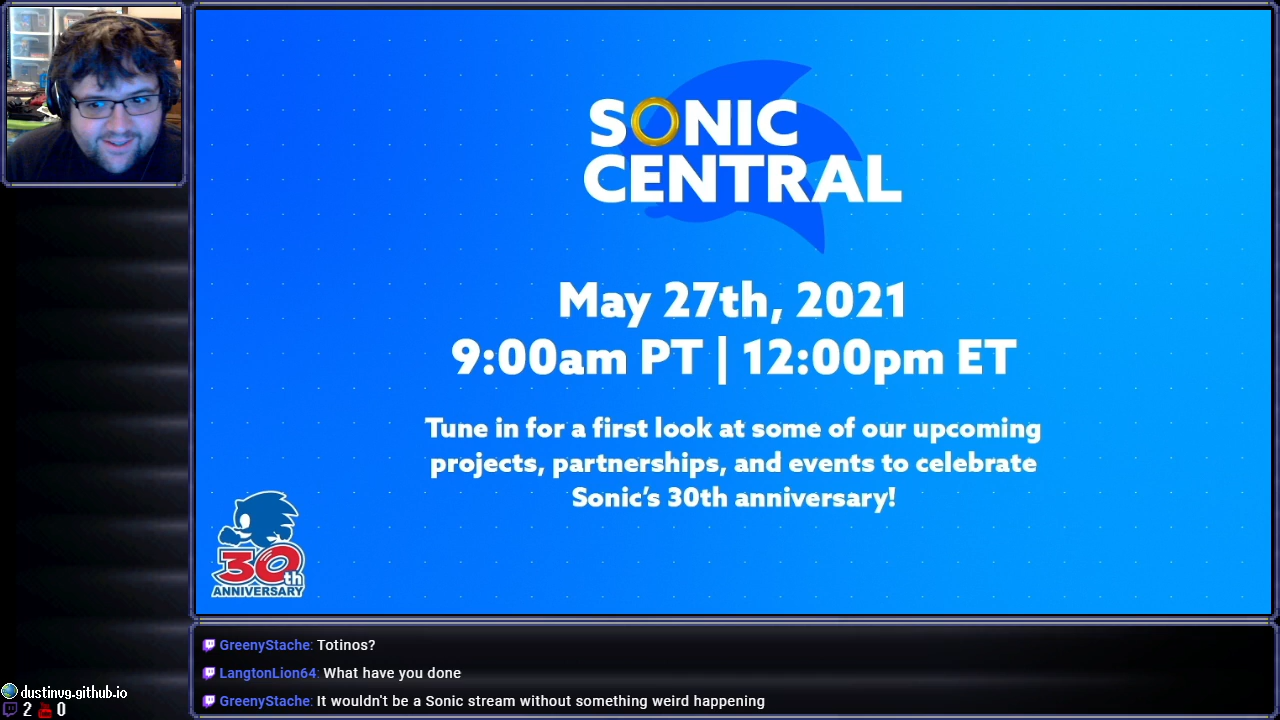 SONIC
CENTRAL
May 27th, 2021
9:00am PT | 12:00pm ET
Tune in for a first look at some of our upcoming
projects, partnerships, and events to celebrate
Sonic's 30th anniversary!
30th
ANNIVERSARY
GreenyStache: Totinos?
LangtonLion64: What have you done
GreenyStache: It wouldn't be a Sonic stream without something weird happening
dustinvg.github.io
2 0